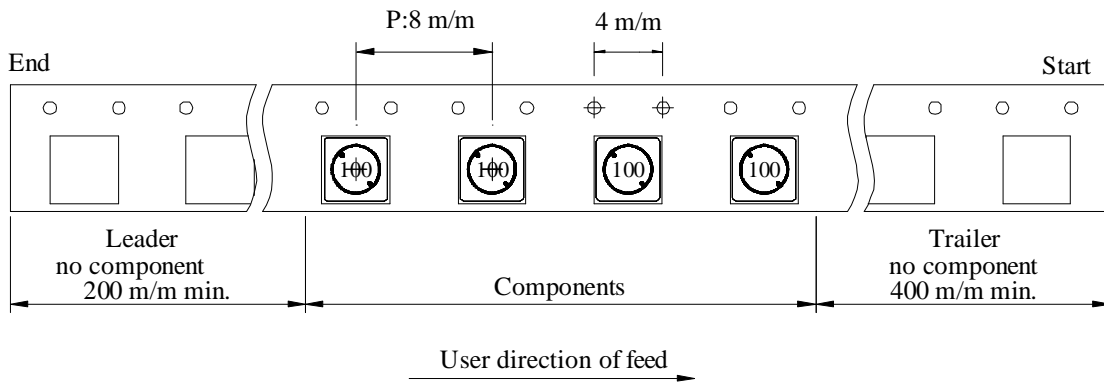 P:8 m/m
4 m/m
End
Start
100
100
100
100
Leader
no component
200 m/m min.
Components
Trailer
no component
400 m/m min.
User direction of feed